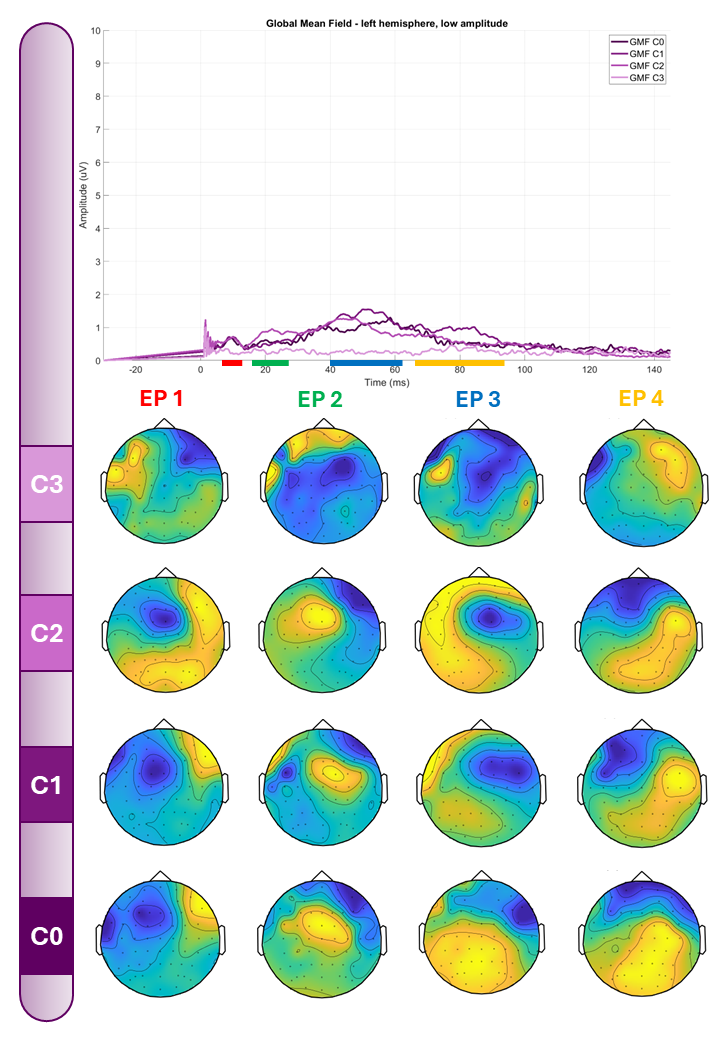 Global Mean Field - left hemisphere, low amplitude
10
9
8
7
6
5
4
3
2
1
0
Amplitude (uV)
GMF C0
GMF C1
GMF C2
GMF C3
-20 0 20 40 60 80 100 120 140
Time (ms)
EP 1 EP 2 EP 3 EP 4
C3
C2
C1
C0